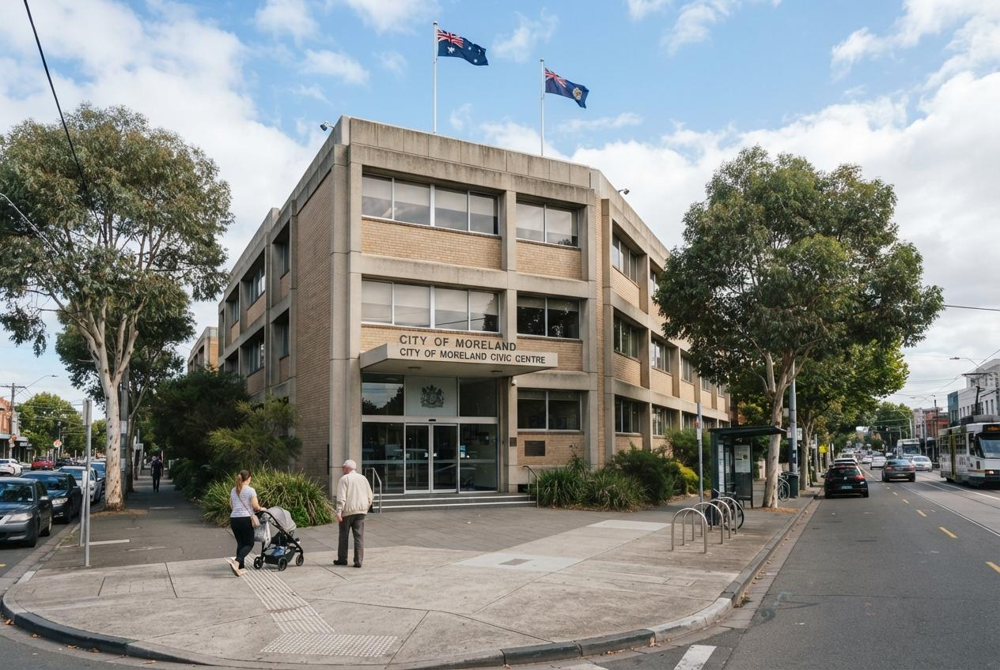 CITY OF MORELAND
CITY OF MORELAND CIVIC CENTRE